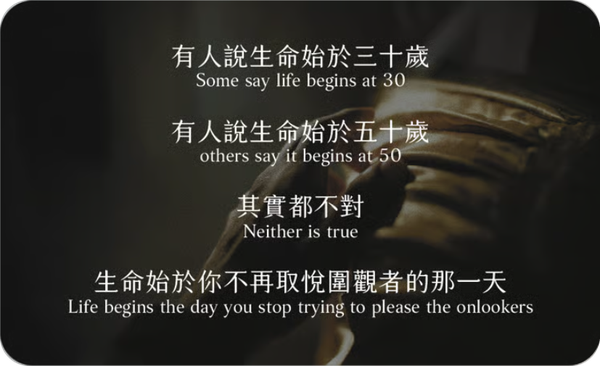 有人說生命始於三十歲
Some say life begins at 30
有人說生命始於五十歲
others say it begins at 50
其實都不對
Neither is true
生命始於你不再取悅圍觀者的那一天
Life begins the day you stop trying to please the onlookers